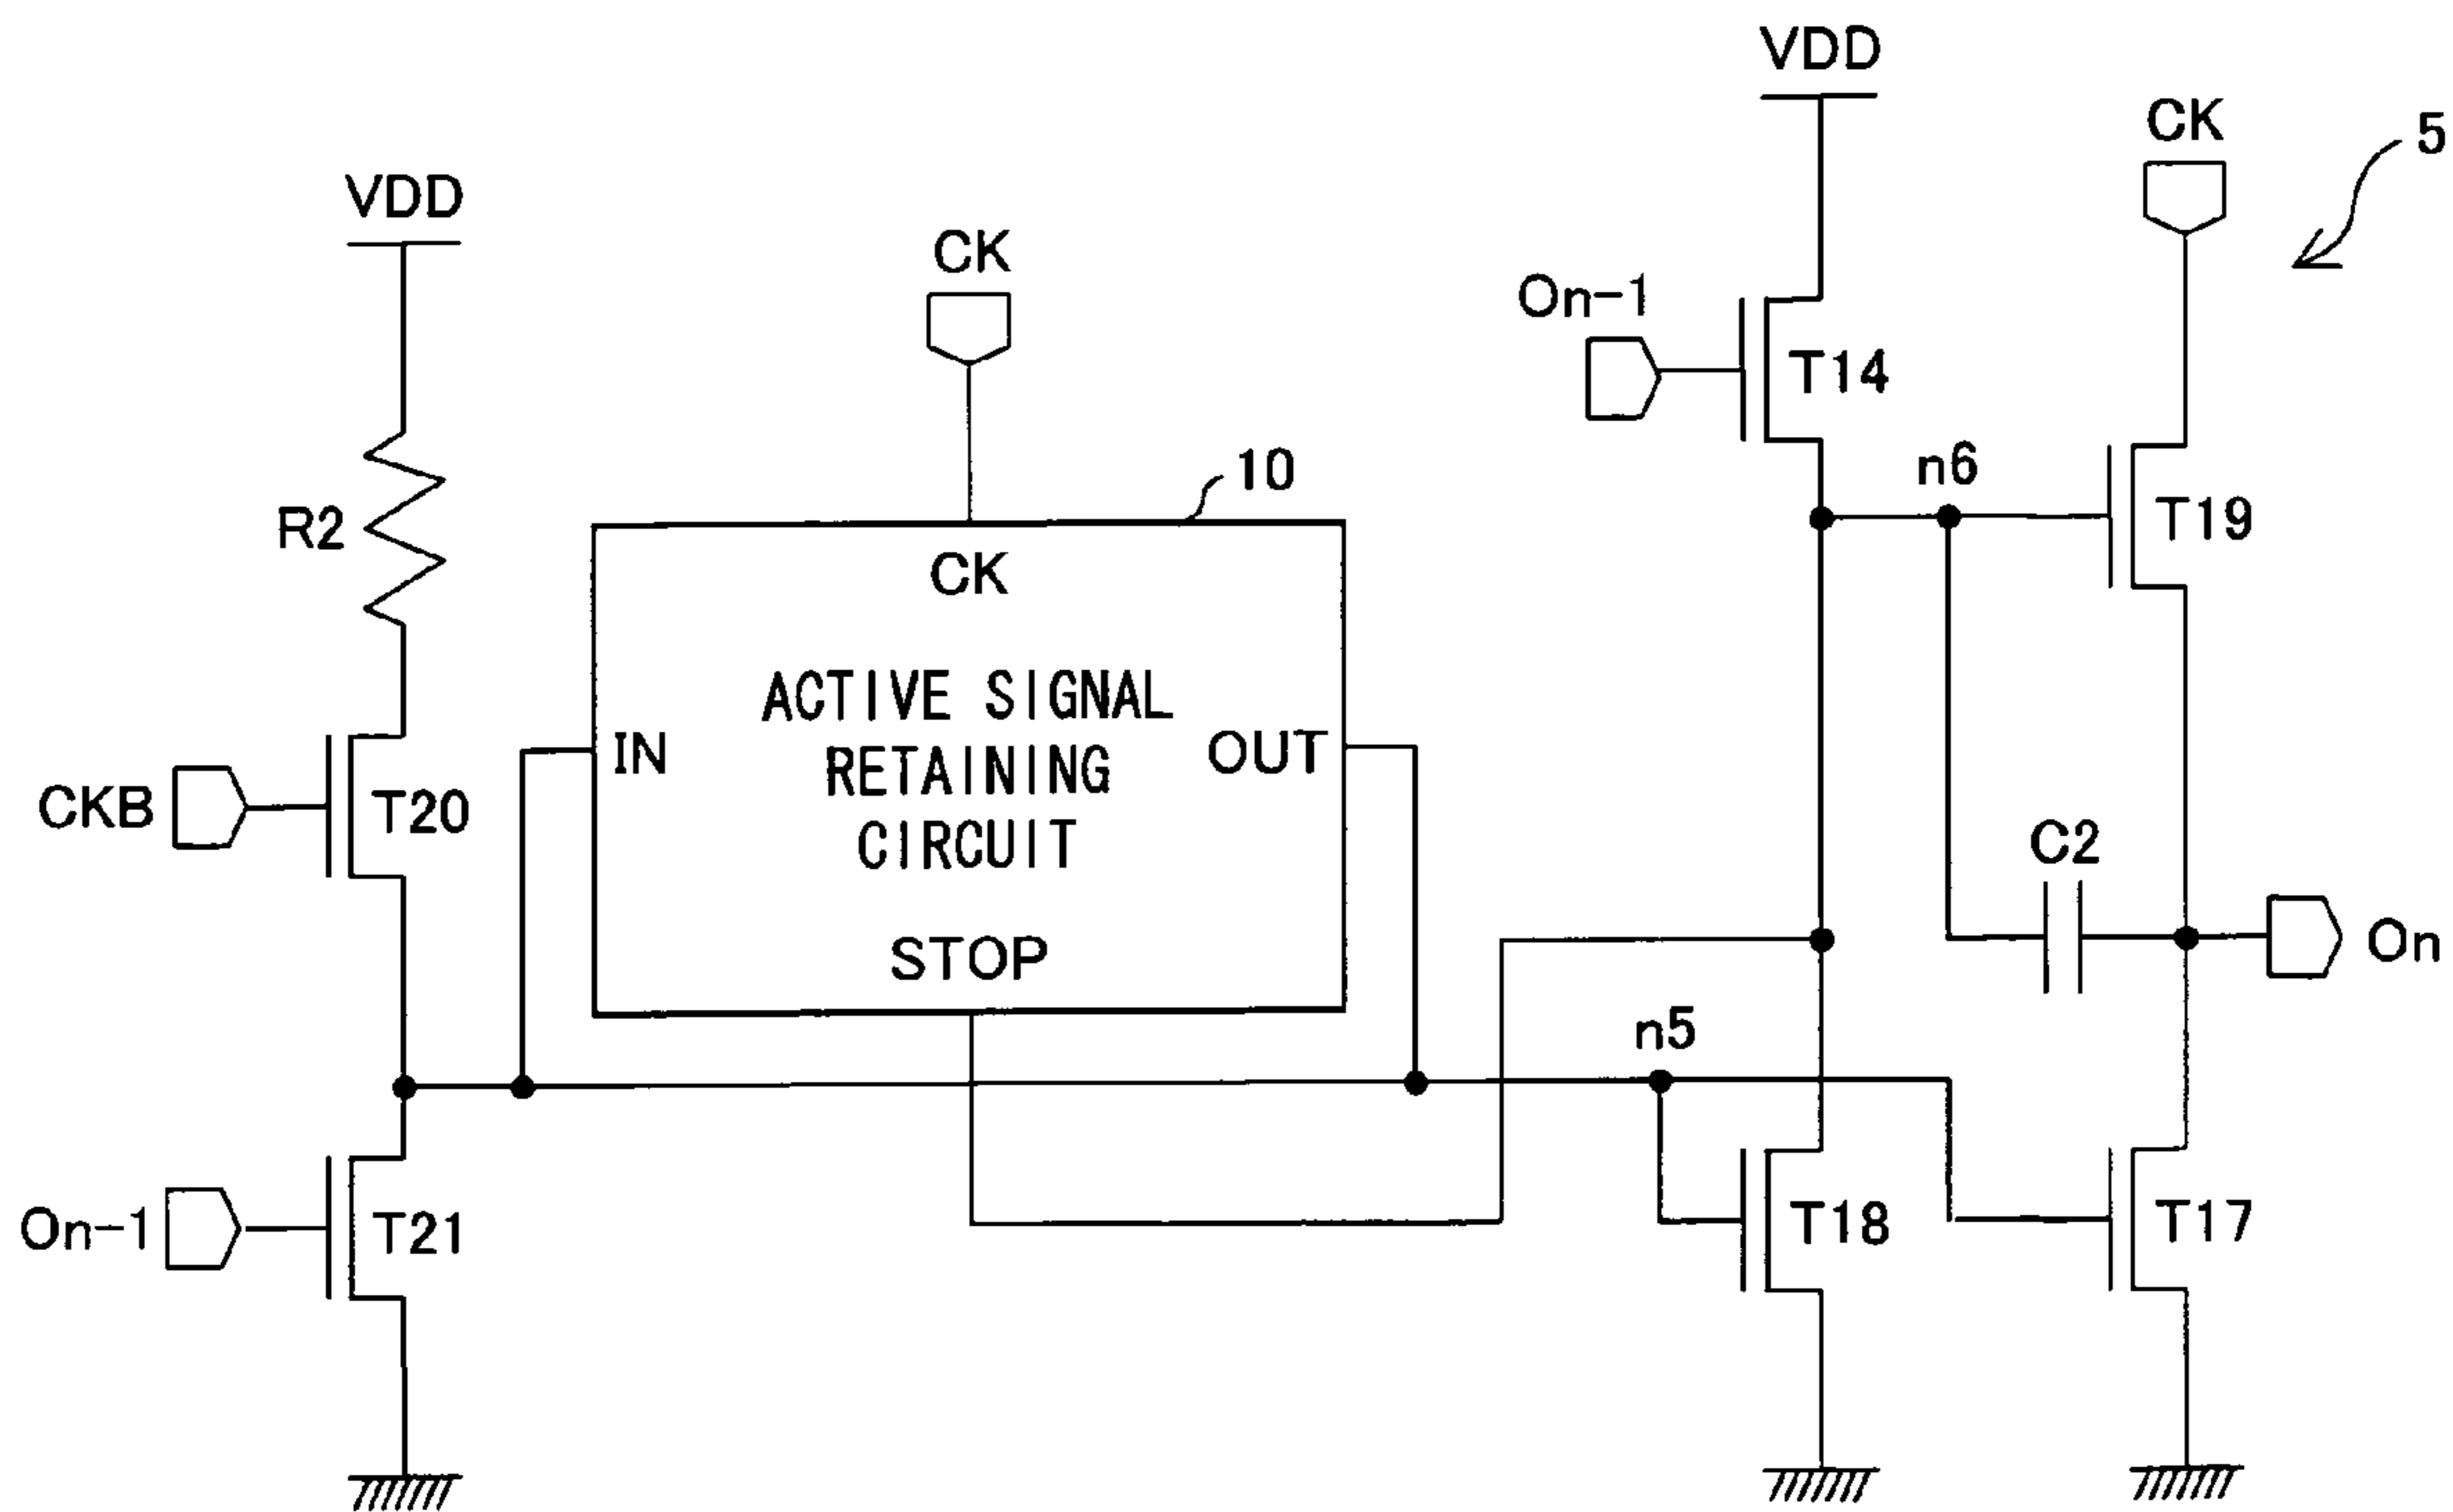 VDD
CK
5
VDD
CK
On-1
T14
10
n6
R2
T19
CK
ACTIVE SIGNAL
RETAINING
CIRCUIT
IN
OUT
CKB
T20
C2
STOP
On
n5
On-1
T21
T18
T17